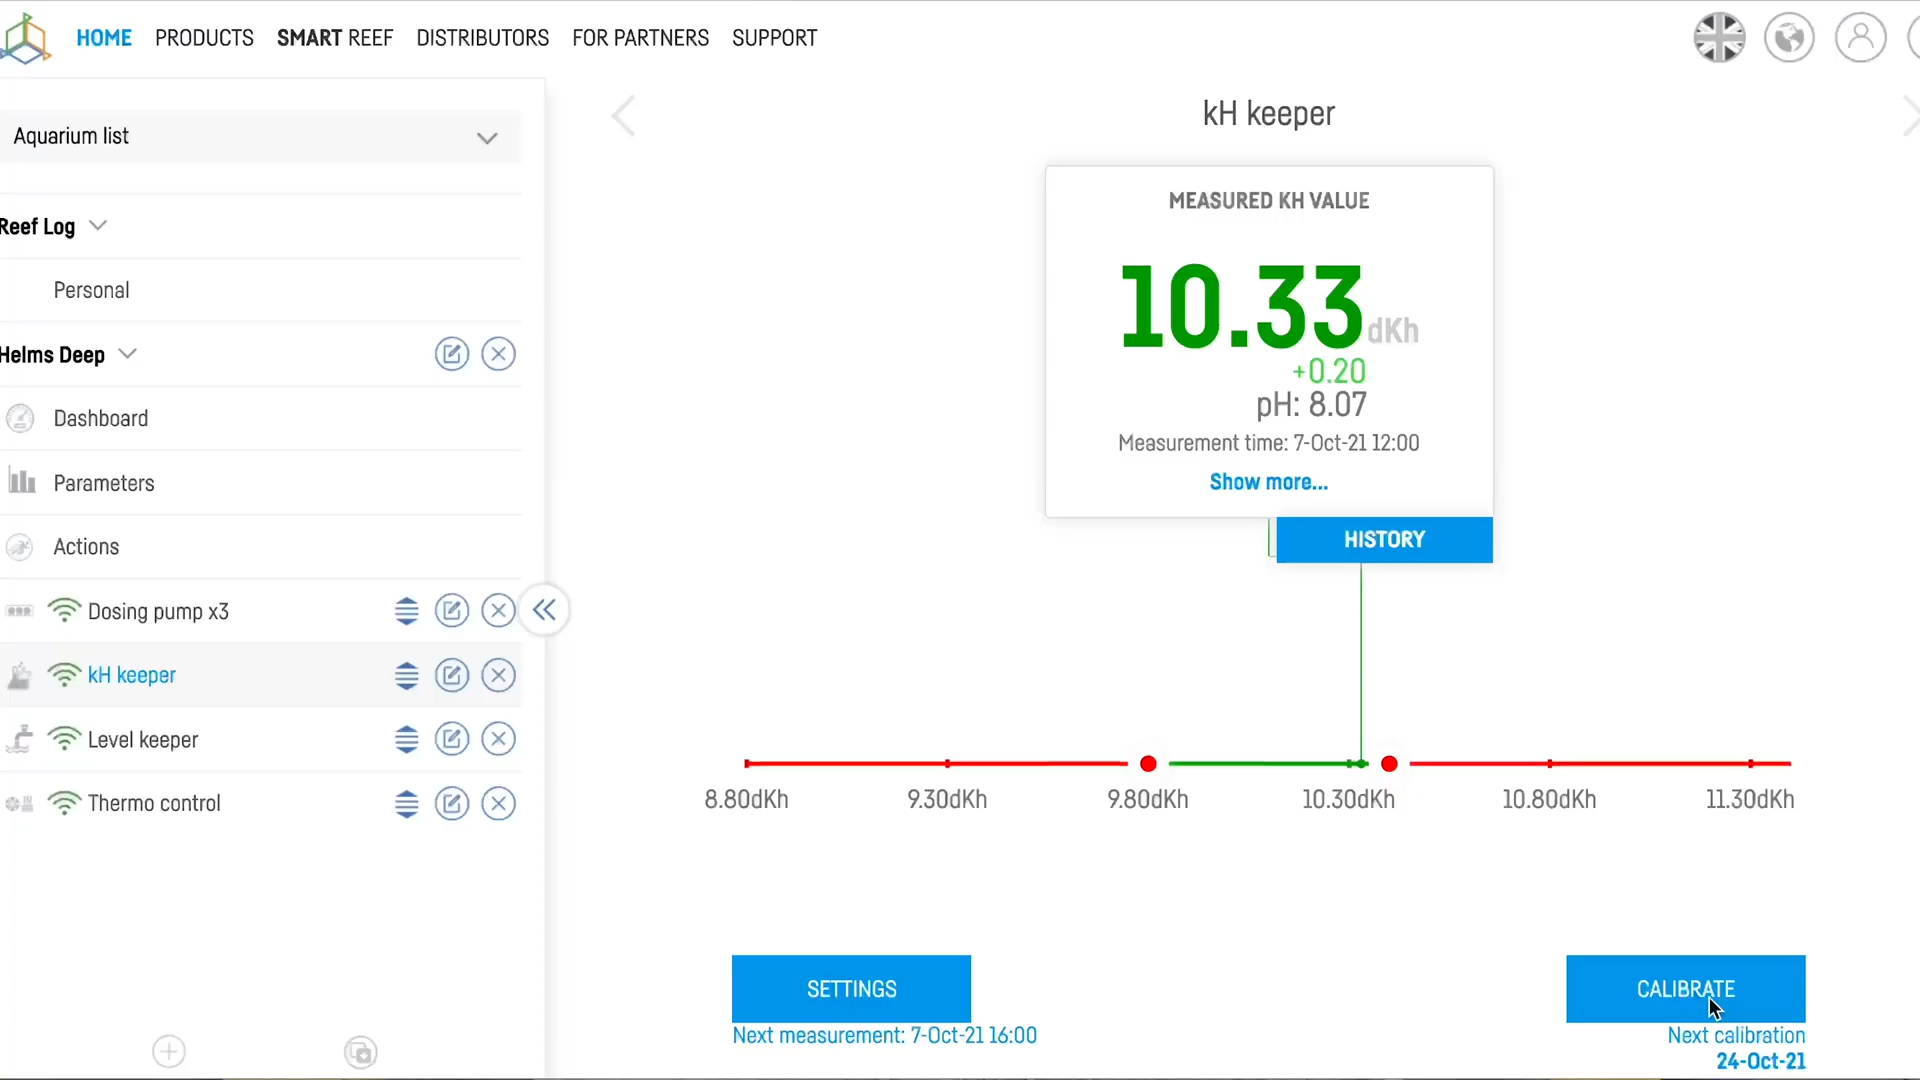 HOME PRODUCTS SMART REEF DISTRIBUTORS FOR PARTNERS SUPPORT
Aquarium list
Reef Log
Personal
Helms Deep
Dashboard
Parameters
Actions
Dosing pump x3
kH keeper
Level keeper
Thermo control
kH keeper
MEASURED KH VALUE
10.33 dKh
+0.20
pH: 8.07
Measurement time: 7-Oct-21 12:00
Show more...
HISTORY
8.80dKh 9.30dKh 9.80dKh 10.30dKh 10.80dKh 11.30dKh
SETTINGS
Next measurement: 7-Oct-21 16:00
CALIBRATE
Next calibration
24-Oct-21